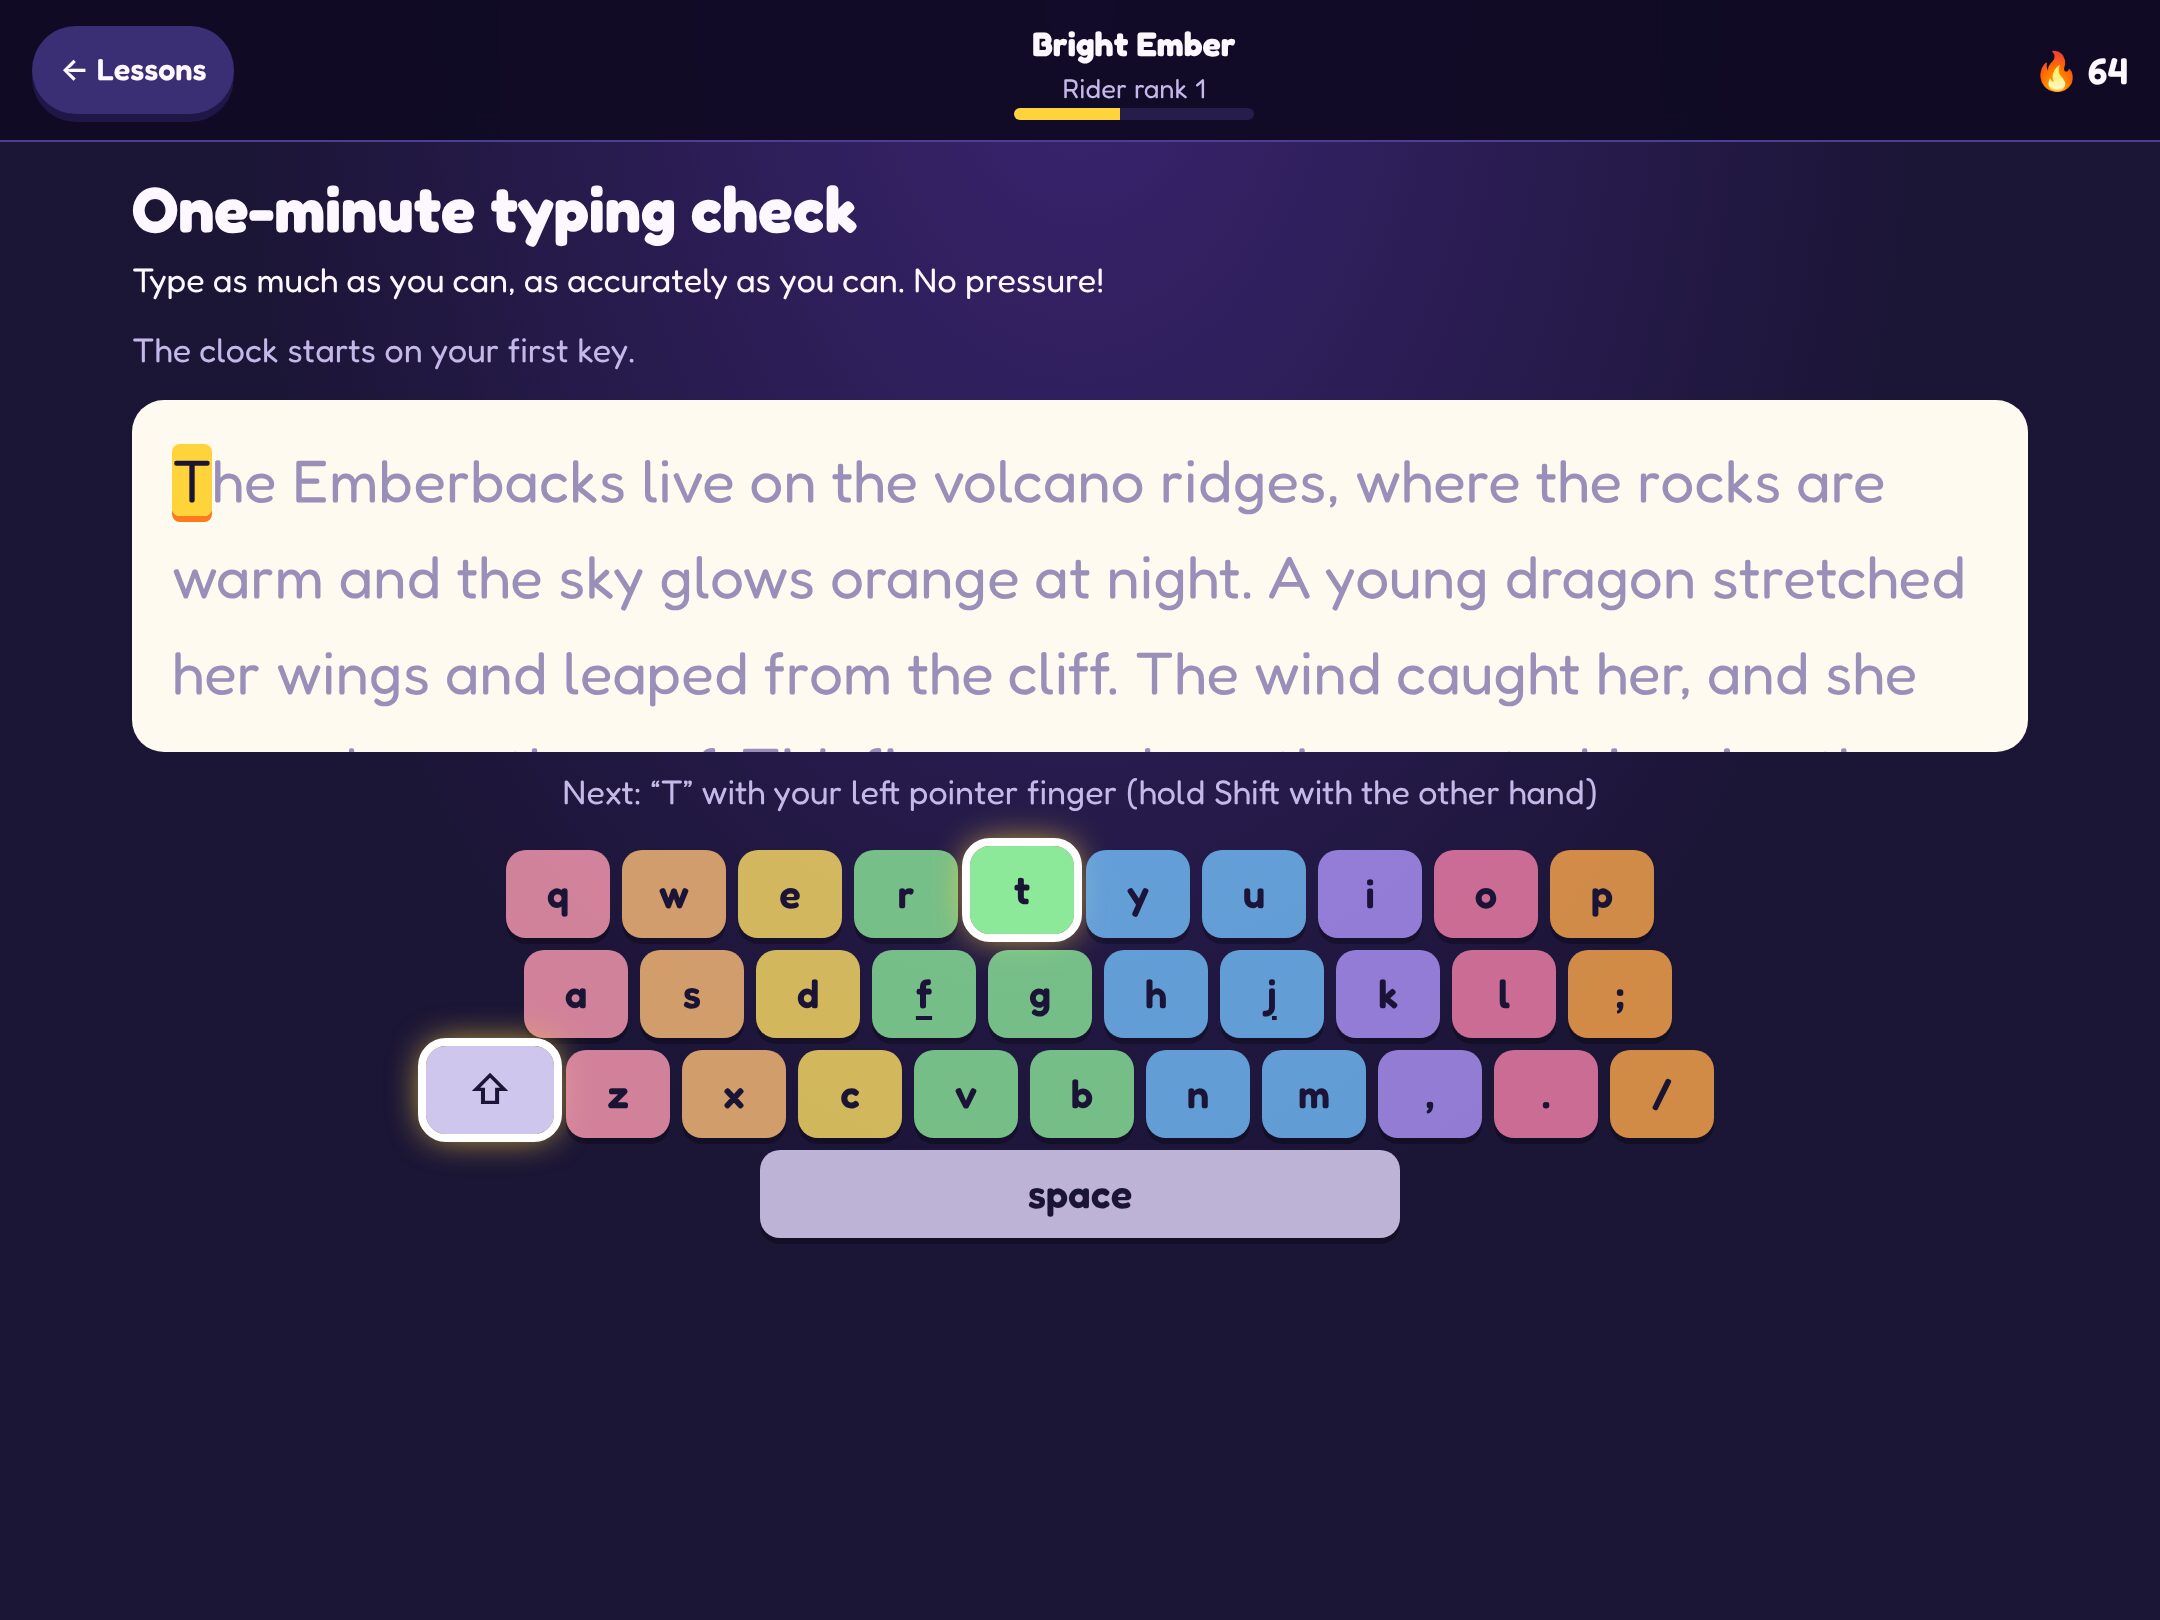 ← Lessons
Bright Ember
Rider rank 1
🔥 64
One-minute typing check
Type as much as you can, as accurately as you can. No pressure!
The clock starts on your first key.
The Emberbacks live on the volcano ridges, where the rocks are
warm and the sky glows orange at night. A young dragon stretched
her wings and leaped from the cliff. The wind caught her, and she
Next: “T” with your left pointer finger (hold Shift with the other hand)
q w e r t y u i o p
a s d f g h j k l ;
⇧ z x c v b n m , . /
space